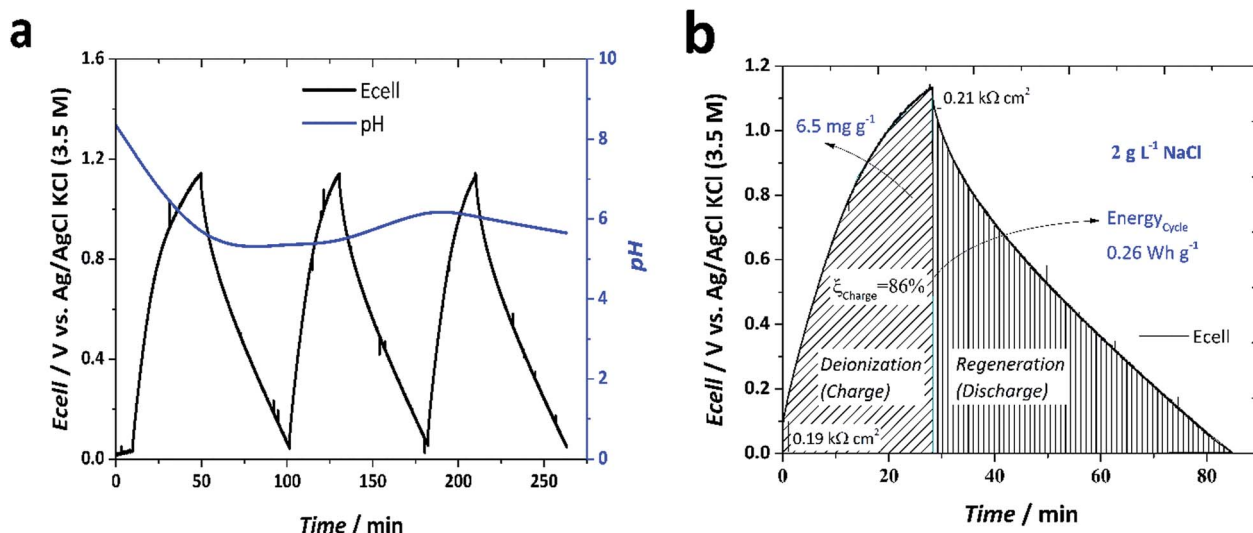 a
1.6
1.2
0.8
0.4
0.0
0
50
100
150
200
250
10
8
6
4
2
0
Ecell / V vs. Ag/AgCl KCl (3.5 M)
pH
Time / min
Ecell
pH
b
1.2
1.0
0.8
0.6
0.4
0.2
0.0
0
20
40
60
80
Ecell / V vs. Ag/AgCl KCl (3.5 M)
Time / min
0.21 kΩ cm²
6.5 mg g⁻¹
2 g L⁻¹ NaCl
Energy_Cycle
0.26 Wh g⁻¹
ξ_Charge=86%
Ecell
Deionization
(Charge)
Regeneration
(Discharge)
0.19 kΩ cm²